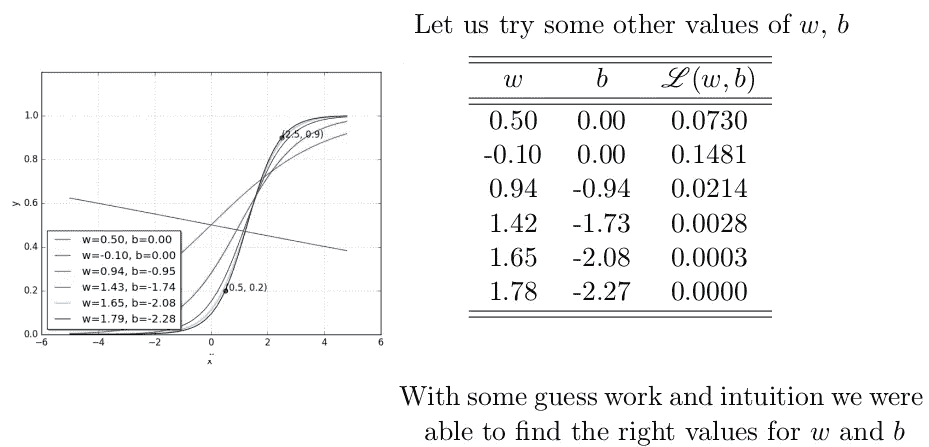 Let us try some other values of w, b
w b ℒ(w, b)
0.50 0.00 0.0730
-0.10 0.00 0.1481
0.94 -0.94 0.0214
1.42 -1.73 0.0028
1.65 -2.08 0.0003
1.78 -2.27 0.0000
With some guess work and intuition we were
able to find the right values for w and b
1.0
0.8
0.6
0.4
0.2
0.0
y
(2.5, 0.9)
(0.5, 0.2)
w=0.50, b=0.00
w=-0.10, b=0.00
w=0.94, b=-0.95
w=1.43, b=-1.74
w=1.65, b=-2.08
w=1.79, b=-2.28
−6 −4 −2 0 2 4 6
x